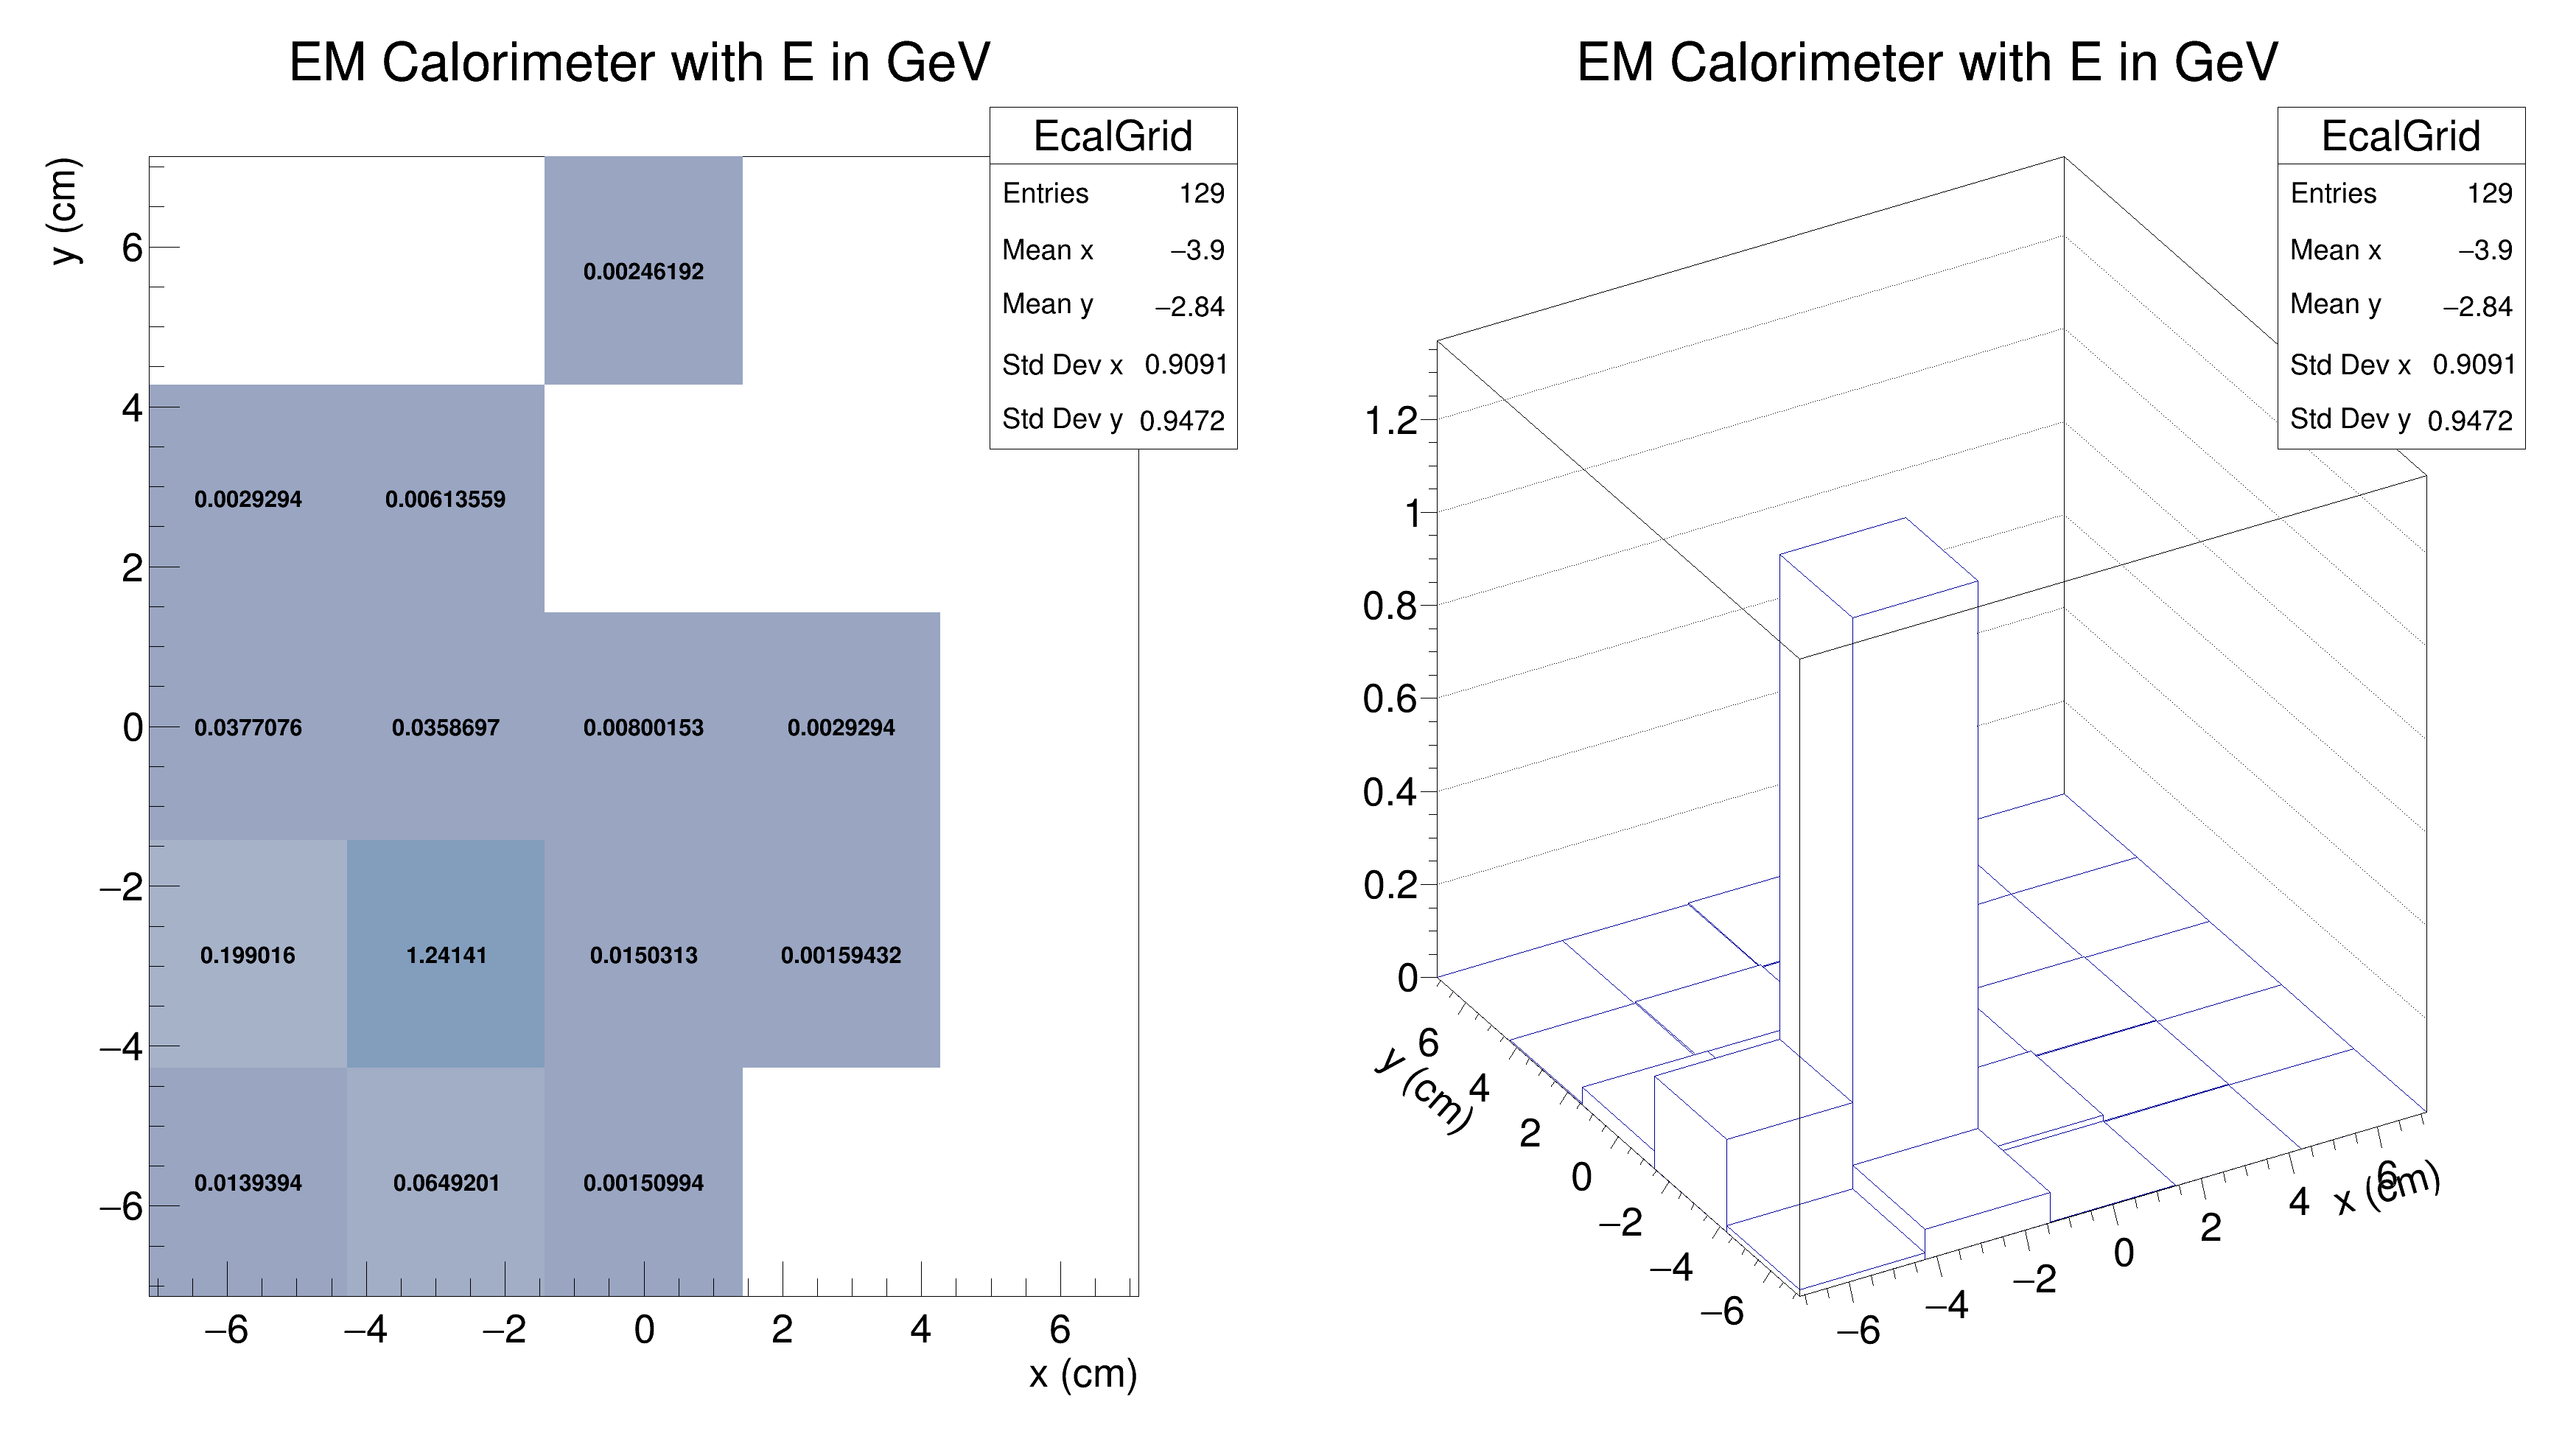 EM Calorimeter with E in GeV
EcalGrid
Entries 129
Mean x −3.9
Mean y −2.84
Std Dev x 0.9091
Std Dev y 0.9472
y (cm)
6
4
2
0
−2
−4
−6
0.00246192
0.0029294 0.00613559
0.0377076 0.0358697 0.00800153 0.0029294
0.199016 1.24141 0.0150313 0.00159432
0.0139394 0.0649201 0.00150994
−6 −4 −2 0 2 4 6
x (cm)
EM Calorimeter with E in GeV
EcalGrid
Entries 129
Mean x −3.9
Mean y −2.84
Std Dev x 0.9091
Std Dev y 0.9472
1.2
1
0.8
0.6
0.4
0.2
0
6
4
2
0
−2
−4
−6
y (cm)
−6
−4
−2
0
2
4
6
x (cm)